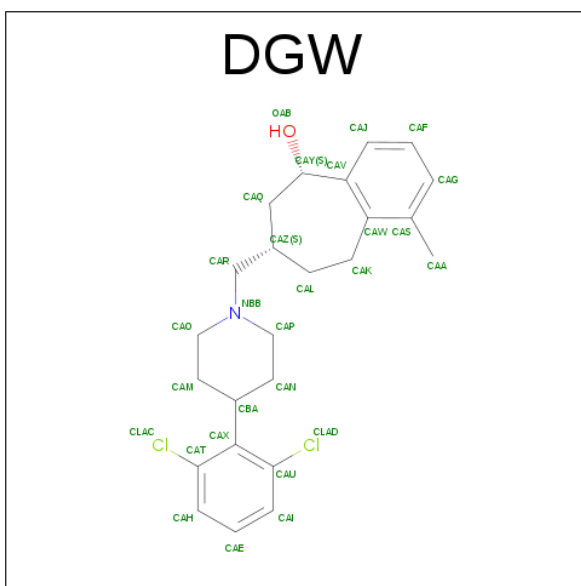 DGW
OAB
HO
CAJ CAF
CAY(S) CAV
CAG
CAQ
CAW CAS
CAZ(S)
CAA
CAR CAK
CAL
NBB
N
CAO CAP
CAM CAN
CBA
CLAC CAX CLAD
Cl CAT Cl
CAU
CAH CAI
CAE